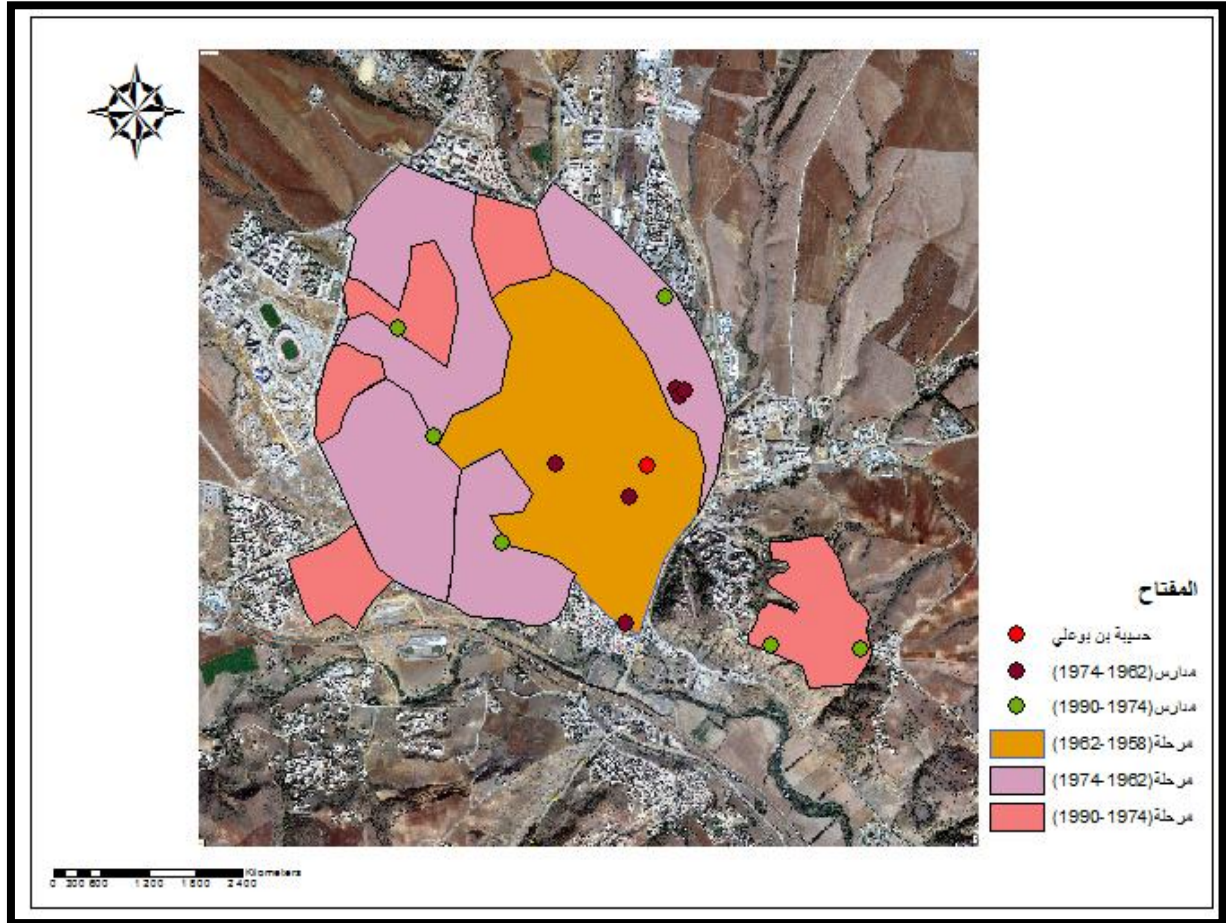 المفتاح
حسيبة بن بوعلي
مدارس(1962-1974)
مدارس(1974-1990)
مرحلة(1958-1962)
مرحلة(1962-1974)
مرحلة(1974-1990)
Kilometers
0 300 600 1 200 1 800 2 400